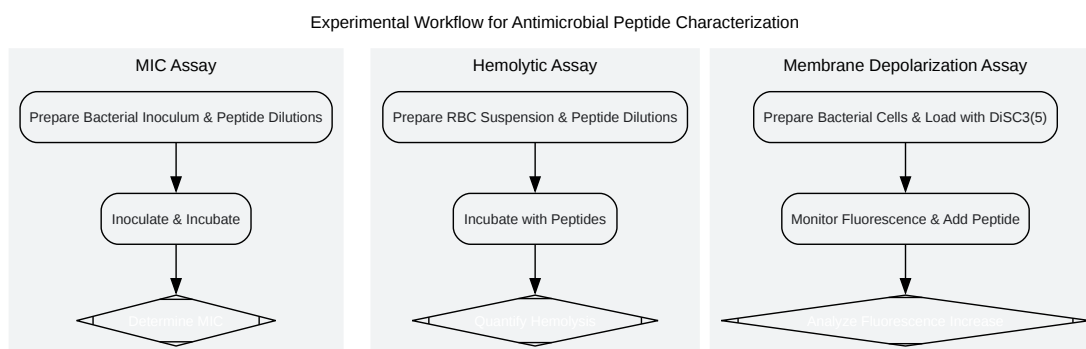 Experimental Workflow for Antimicrobial Peptide Characterization
MIC Assay
Prepare Bacterial Inoculum & Peptide Dilutions
Inoculate & Incubate
Determine MIC
Hemolytic Assay
Prepare RBC Suspension & Peptide Dilutions
Incubate with Peptides
Quantify Hemolysis
Membrane Depolarization Assay
Prepare Bacterial Cells & Load with DiSC3(5)
Monitor Fluorescence & Add Peptide
Analyze Fluorescence Increase